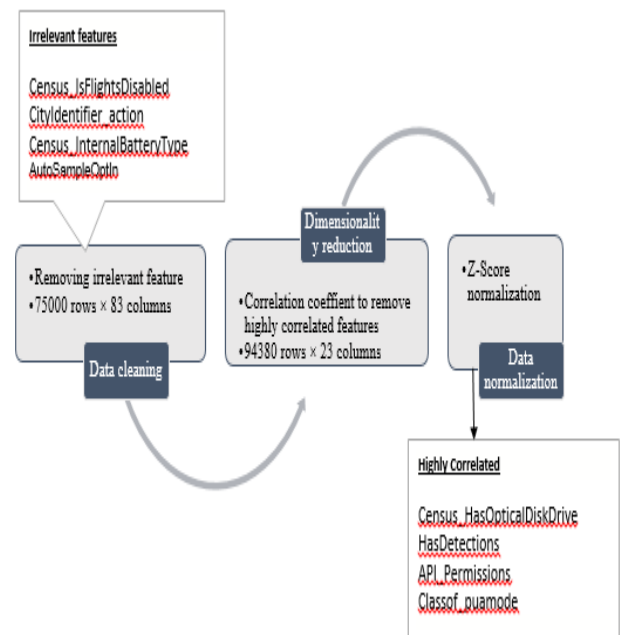 Irrelevant features
Census_IsFlightsDisabled
CityIdentifier_action
Census_InternalBatteryType
AutoSampleOptIn
•Removing irrelevant feature
•75000 rows × 83 columns
Data cleaning
Dimensionalit
y reduction
•Correlation coeffient to remove
highly correlated features
•94380 rows × 23 columns
•Z-Score
normalization
Data
normalization
Highly Correlated
Census_HasOpticalDiskDrive
HasDetections
API_Permissions
Classof_puamode